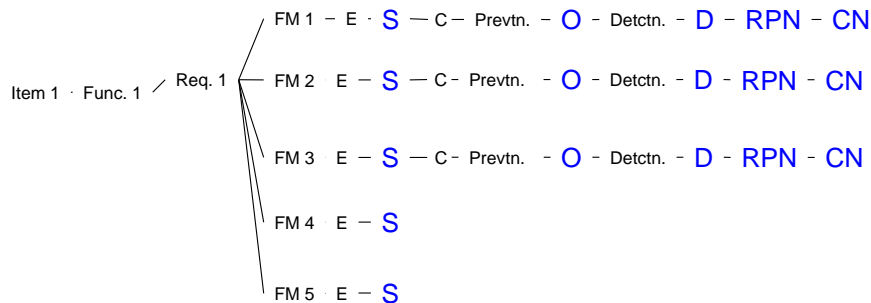 FM 1 – E - S – C – Prevtn. - O - Detctn. - D - RPN – CN
FM 2 E – S – C - Prevtn. - O - Detctn. - D - RPN - CN
Item 1 - Func. 1 Req. 1
FM 3 E – S – C - Prevtn. - O - Detctn. - D - RPN - CN
FM 4 E – S
FM 5 E – S